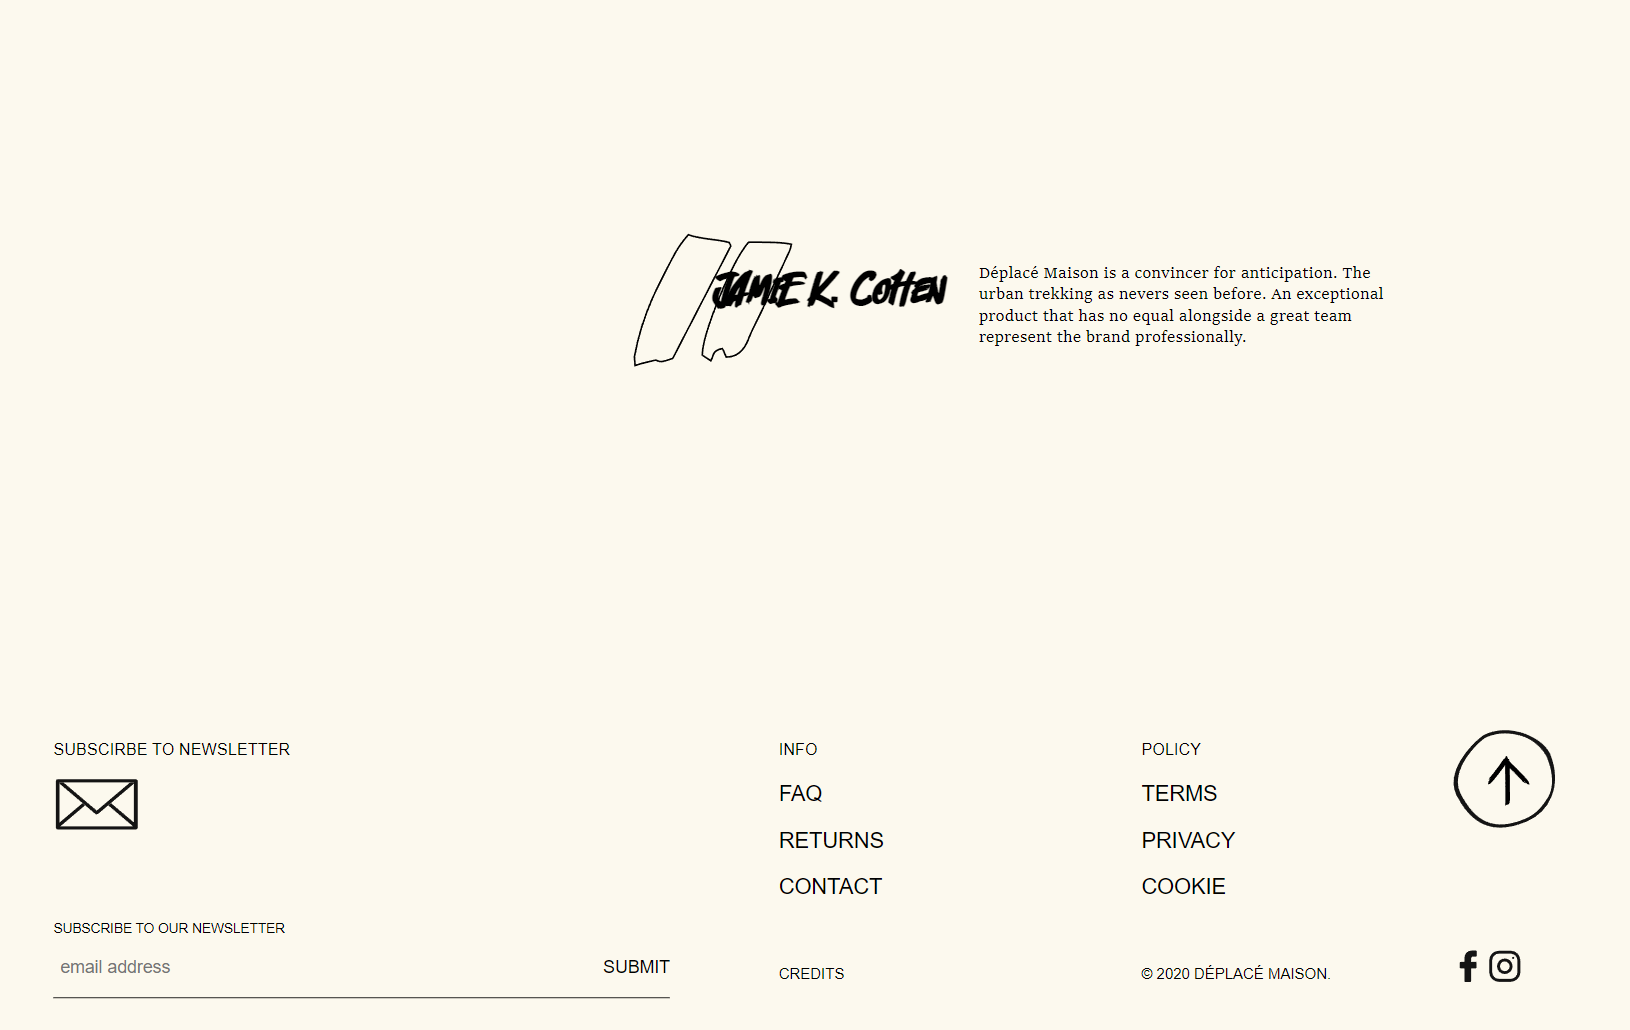 JAMIE K. COHEN
Déplacé Maison is a convincer for anticipation. The
urban trekking as nevers seen before. An exceptional
product that has no equal alongside a great team
represent the brand professionally.
SUBSCIRBE TO NEWSLETTER
SUBSCRIBE TO OUR NEWSLETTER
email address
SUBMIT
INFO
FAQ
RETURNS
CONTACT
CREDITS
POLICY
TERMS
PRIVACY
COOKIE
© 2020 DÉPLACÉ MAISON.